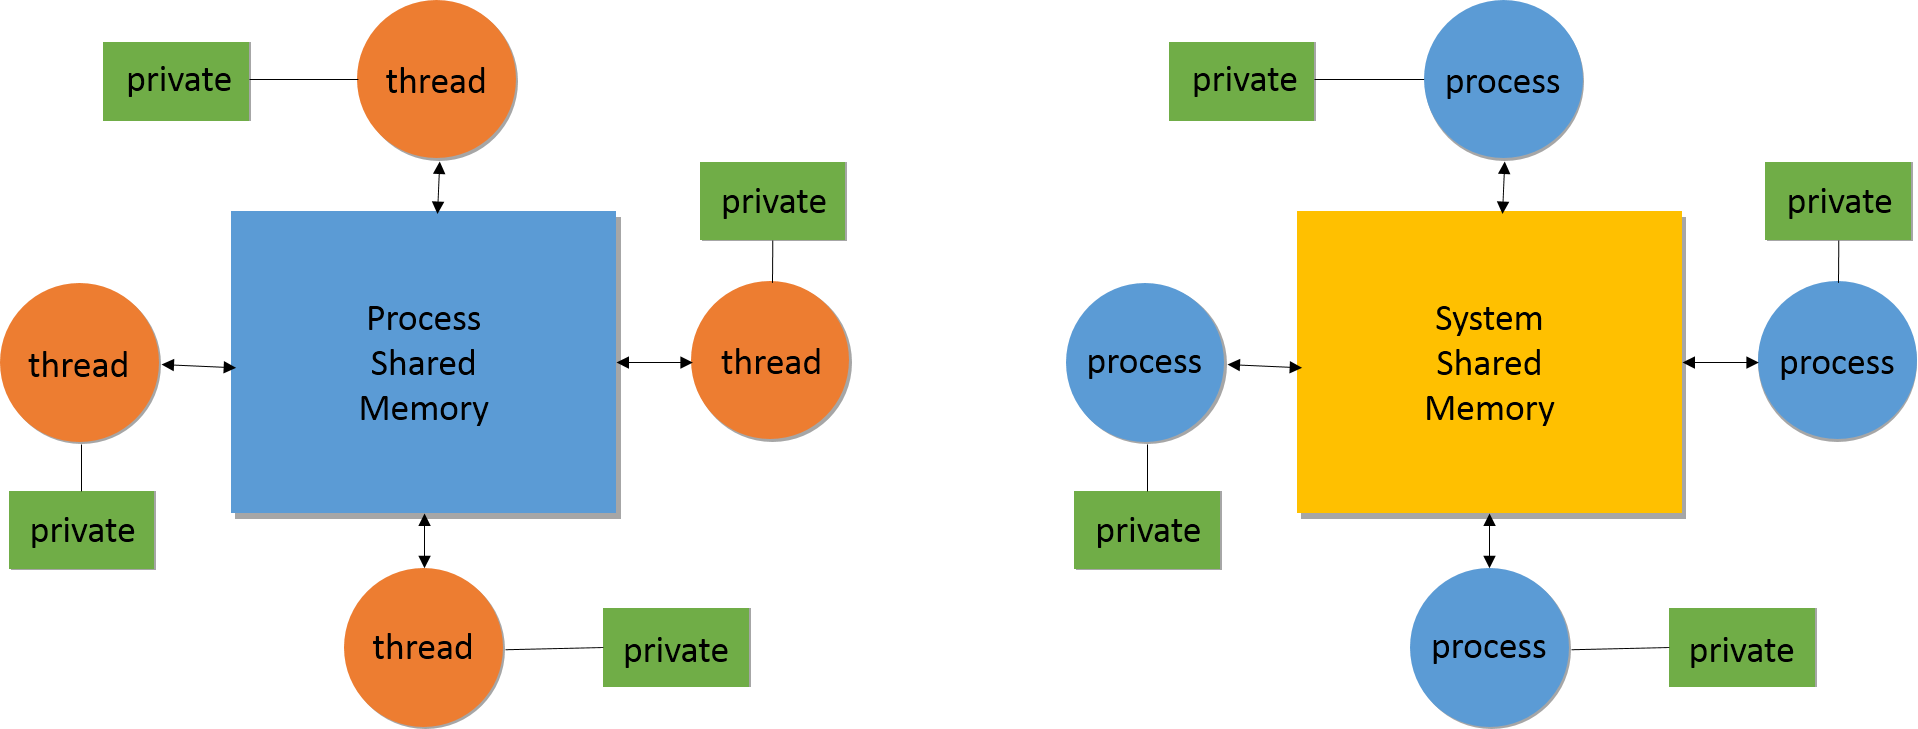 thread
private
private
Process
Shared
Memory
thread
thread
private
thread
private
process
private
private
System
Shared
Memory
process
process
private
process
private